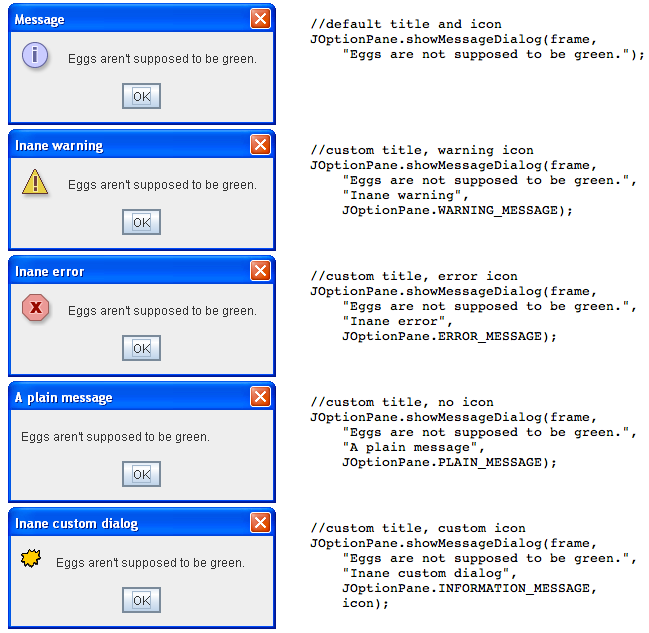 Message
Eggs aren't supposed to be green.
OK
//default title and icon
JOptionPane.showMessageDialog(frame,
"Eggs are not supposed to be green.");
Inane warning
Eggs aren't supposed to be green.
OK
//custom title, warning icon
JOptionPane.showMessageDialog(frame,
"Eggs are not supposed to be green.",
"Inane warning",
JOptionPane.WARNING_MESSAGE);
Inane error
Eggs aren't supposed to be green.
OK
//custom title, error icon
JOptionPane.showMessageDialog(frame,
"Eggs are not supposed to be green.",
"Inane error",
JOptionPane.ERROR_MESSAGE);
A plain message
Eggs aren't supposed to be green.
OK
//custom title, no icon
JOptionPane.showMessageDialog(frame,
"Eggs are not supposed to be green.",
"A plain message",
JOptionPane.PLAIN_MESSAGE);
Inane custom dialog
Eggs aren't supposed to be green.
OK
//custom title, custom icon
JOptionPane.showMessageDialog(frame,
"Eggs are not supposed to be green.",
"Inane custom dialog",
JOptionPane.INFORMATION_MESSAGE,
icon);